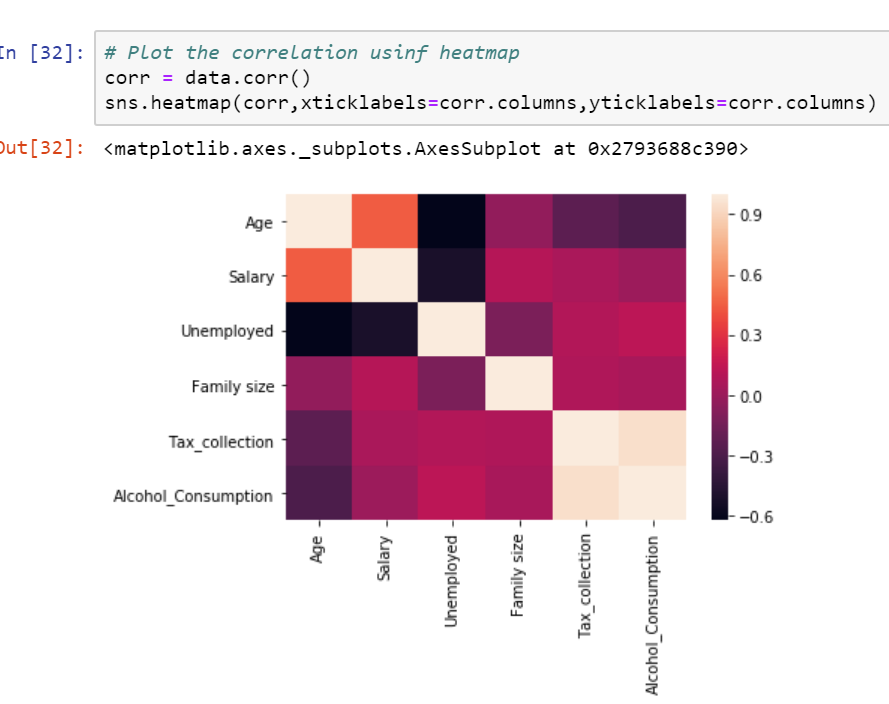 In [32]:
# Plot the correlation usinf heatmap
corr = data.corr()
sns.heatmap(corr,xticklabels=corr.columns,yticklabels=corr.columns)
Out[32]:
<matplotlib.axes._subplots.AxesSubplot at 0x2793688c390>
Age
Salary
Unemployed
Family size
Tax_collection
Alcohol_Consumption
Age
Salary
Unemployed
Family size
Tax_collection
Alcohol_Consumption
0.9
0.6
0.3
0.0
−0.3
−0.6